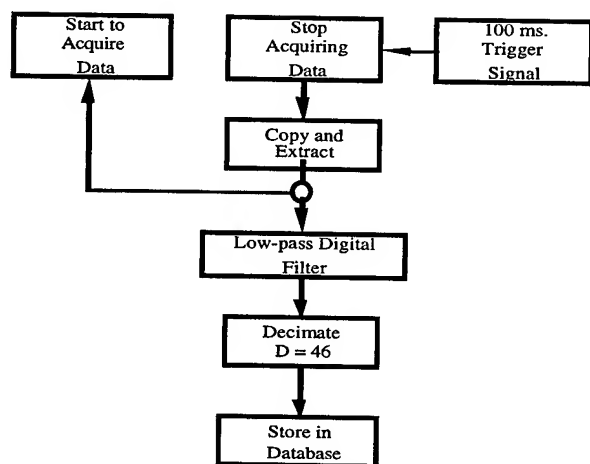 Start to
Acquire
Data
Stop
Acquiring
Data
100 ms.
Trigger
Signal
Copy and
Extract
Low-pass Digital
Filter
Decimate
D = 46
Store in
Database